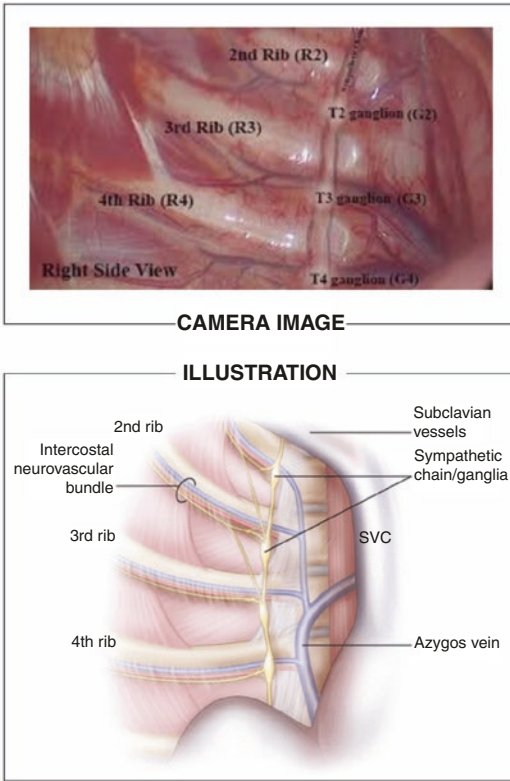 2nd Rib (R2)
T2 ganglion (G2)
3rd Rib (R3)
4th Rib (R4)
T3 ganglion (G3)
Right Side View
T4 ganglion (G4)
CAMERA IMAGE
ILLUSTRATION
2nd rib
Intercostal
neurovascular
bundle
3rd rib
4th rib
Subclavian
vessels
Sympathetic
chain/ganglia
SVC
Azygos vein